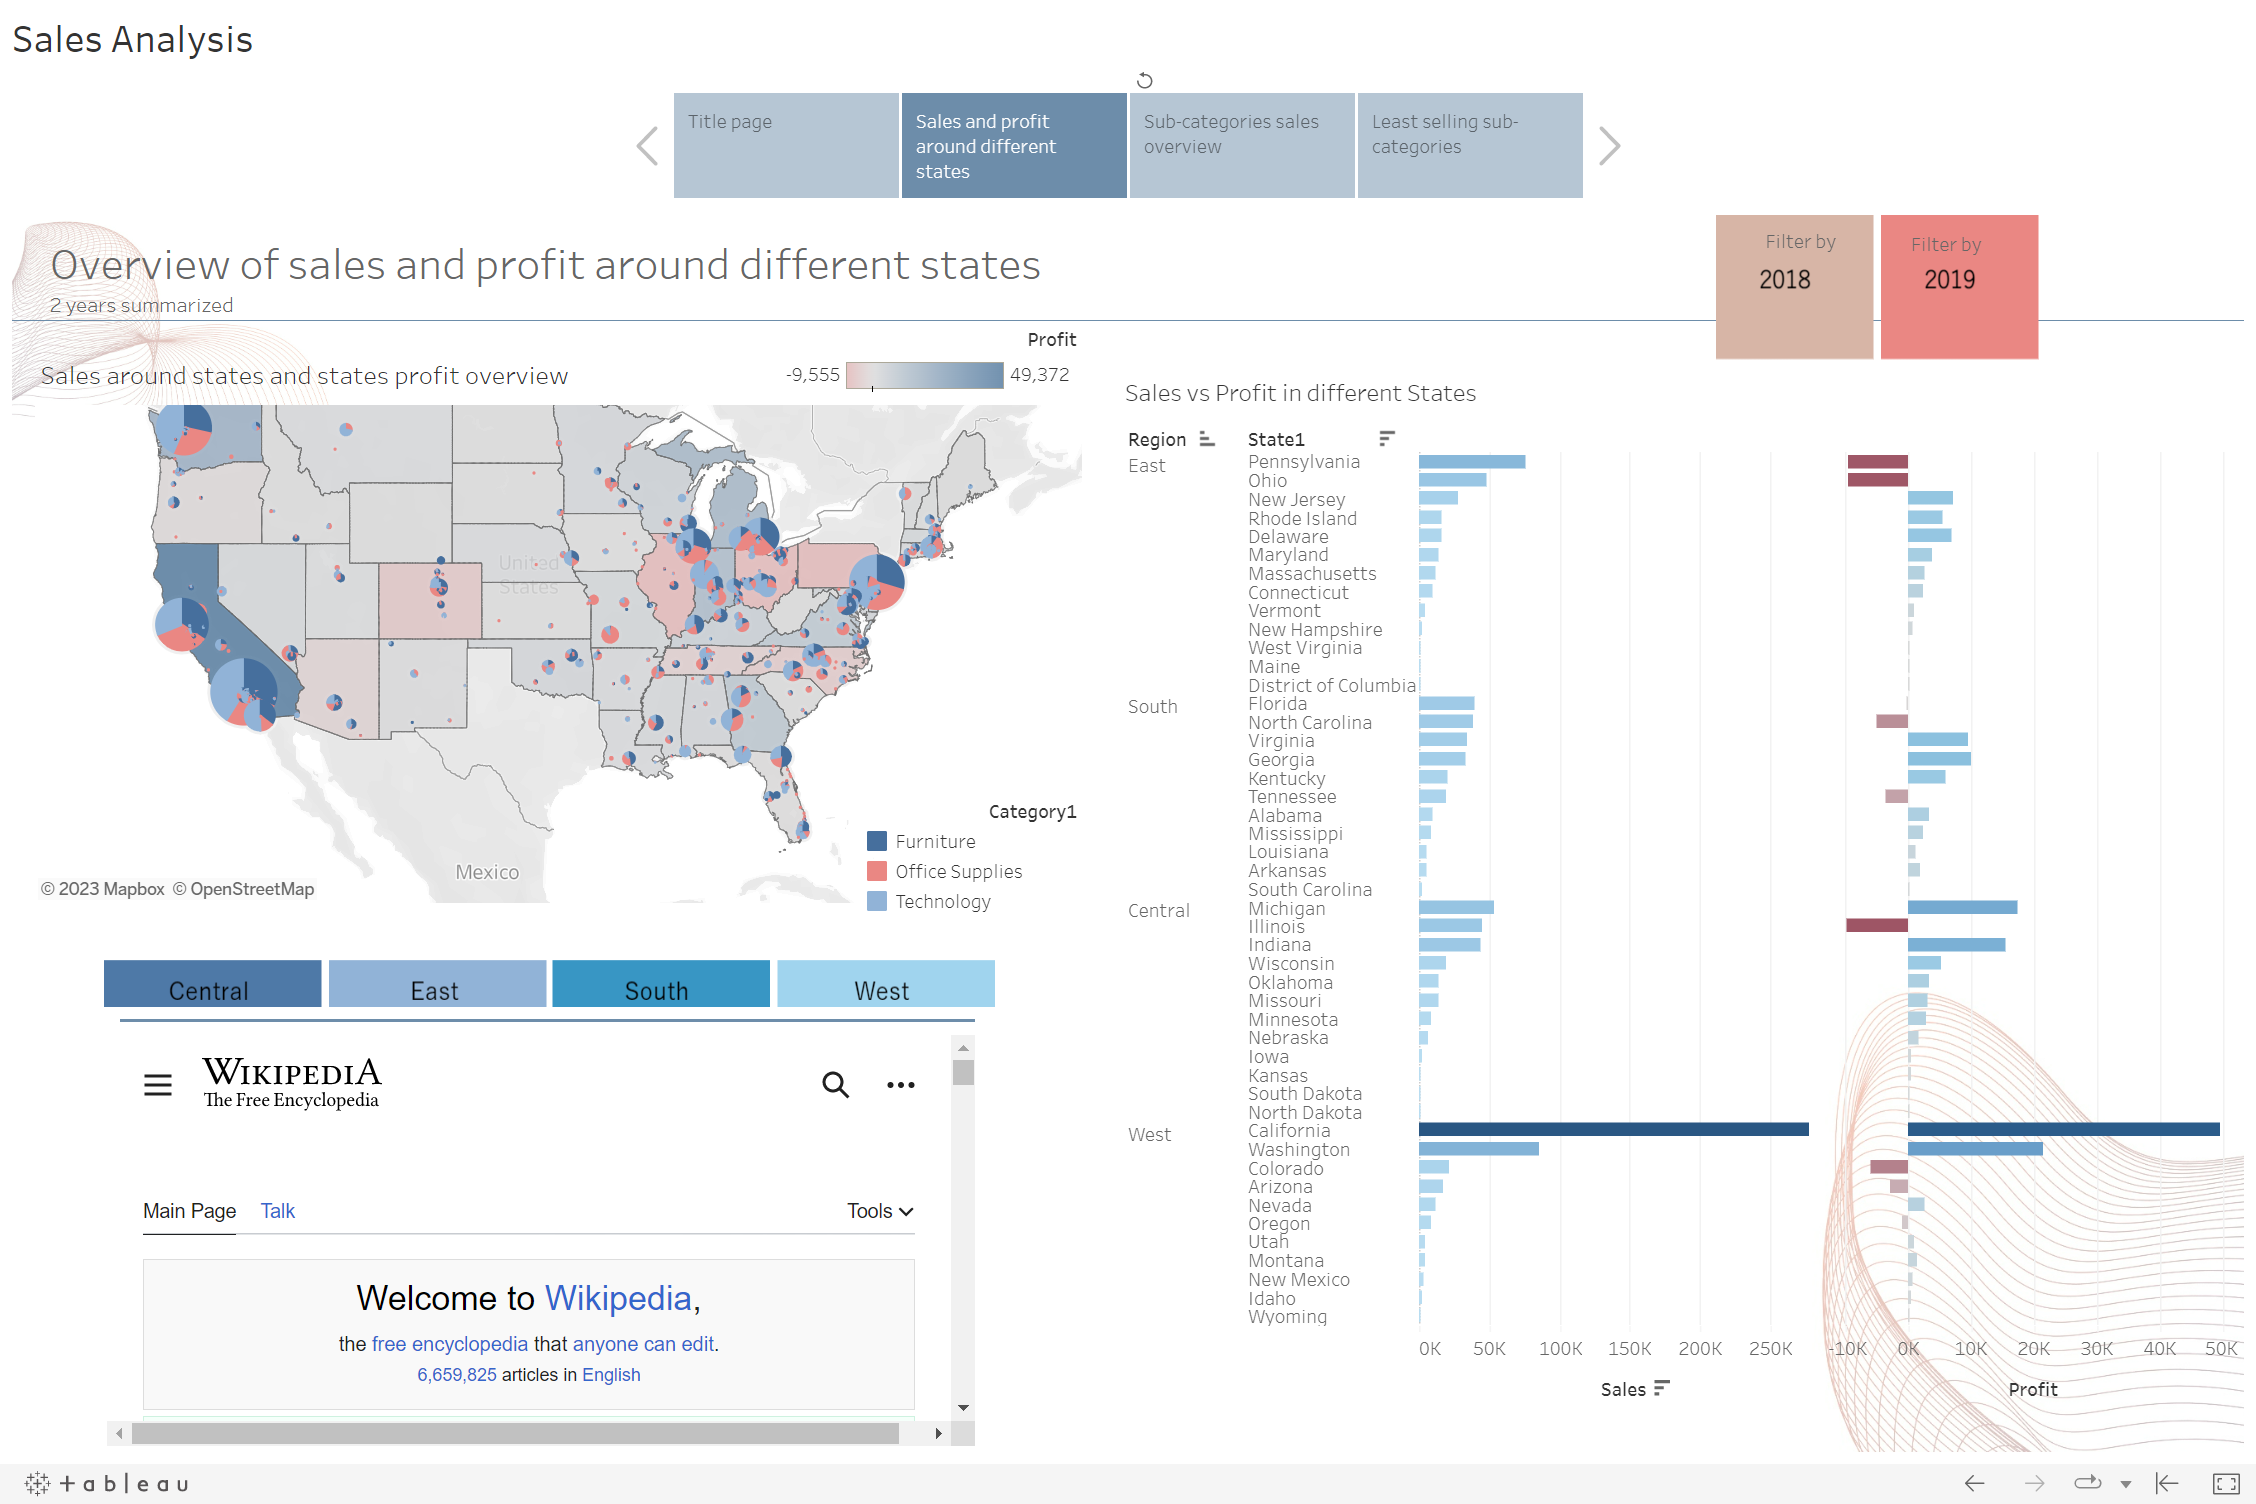 Sales Analysis
Title page
Sales and profit
around different
states
Sub-categories sales
overview
Least selling sub-
categories
Overview of sales and profit around different states
2 years summarized
Filter by
2018
Filter by
2019
Sales around states and states profit overview
Profit
-9,555
49,372
United
States
Mexico
© 2023 Mapbox © OpenStreetMap
Category1
Furniture
Office Supplies
Technology
Central
East
South
West
WIKIPEDIA
The Free Encyclopedia
Main Page
Talk
Tools
Welcome to Wikipedia,
the free encyclopedia that anyone can edit.
6,659,825 articles in English
Sales vs Profit in different States
Region
State1
East
Pennsylvania
Ohio
New Jersey
Rhode Island
Delaware
Maryland
Massachusetts
Connecticut
Vermont
New Hampshire
West Virginia
Maine
District of Columbia
South
Florida
North Carolina
Virginia
Georgia
Kentucky
Tennessee
Alabama
Mississippi
Louisiana
Arkansas
South Carolina
Central
Michigan
Illinois
Indiana
Wisconsin
Oklahoma
Missouri
Minnesota
Nebraska
Iowa
Kansas
South Dakota
North Dakota
West
California
Washington
Colorado
Arizona
Nevada
Oregon
Utah
Montana
New Mexico
Idaho
Wyoming
0K 50K 100K 150K 200K 250K
-10K 0K 10K 20K 30K 40K 50K
Sales
Profit
tableau